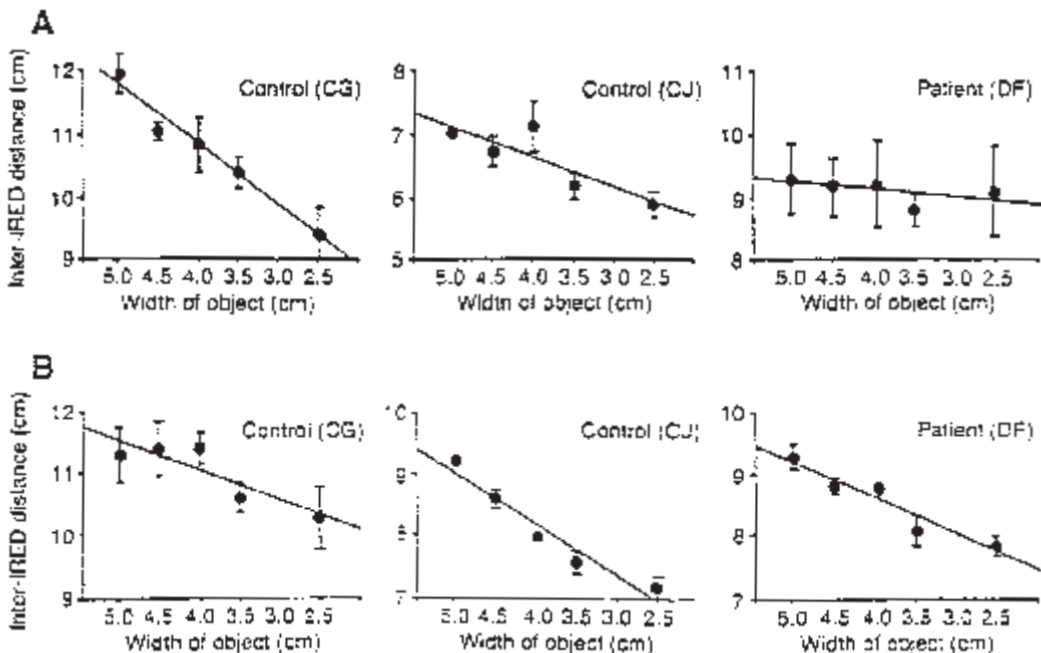 A
Inter-IRED distance (cm)
12
11
10
9
Control (CG)
5.0 4.5 4.0 3.5 3.0 2.5
Width of object (cm)
8
7
6
5
Control (CJ)
5.0 4.5 4.0 3.5 3.0 2.5
Width of object (cm)
11
10
9
8
Patient (DF)
5.0 4.5 4.0 3.5 3.0 2.5
Width of object (cm)
B
Inter-IRED distance (cm)
12
11
10
9
Control (CG)
5.0 4.5 4.0 3.5 3.0 2.5
Width of object (cm)
10
9
8
7
Control (CJ)
5.0 4.5 4.0 3.5 3.0 2.5
Width of object (cm)
10
9
8
7
Patient (DF)
5.0 4.5 4.0 3.5 3.0 2.5
Width of object (cm)